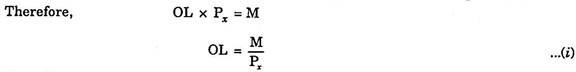 Therefore, OL × Pₓ = M
OL = M/Pₓ ...(i)